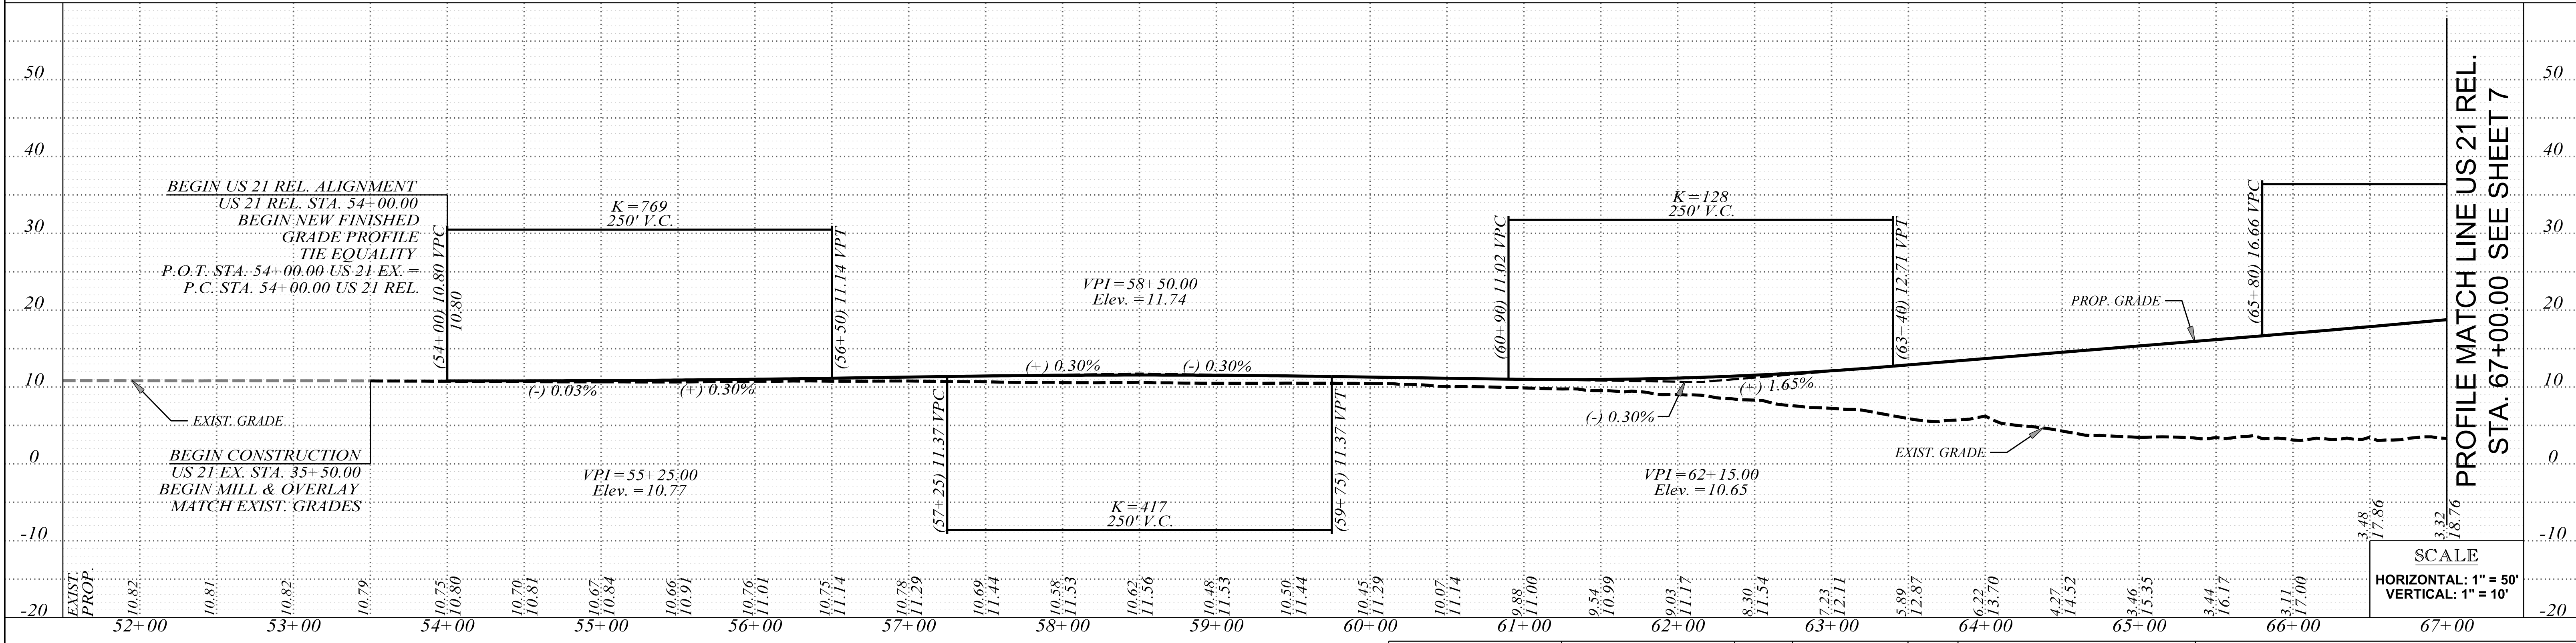 50
40
30
20
10
0
-10
-20
BEGIN US 21 REL. ALIGNMENT
US 21 REL. STA. 54+00.00
BEGIN NEW FINISHED
GRADE PROFILE
TIE EQUALITY
P.O.T. STA. 54+00.00 US 21 EX. =
P.C. STA. 54+00.00 US 21 REL.
(54+00) 10.80 VPC
10.80
K = 769
250' V.C.
(56+50) 11.14 VPT
VPI = 58+50.00
Elev. = 11.74
(60+90) 11.02 VPC
K = 128
250' V.C.
(63+40) 12.71 VPT
PROP. GRADE
(65+80) 16.66 VPC
EXIST. GRADE
(-) 0.03%
(+) 0.30%
(+) 0.30%
(-) 0.30%
(-) 0.30%
(+) 1.65%
EXIST. GRADE
BEGIN CONSTRUCTION
US 21 EX. STA. 35+50.00
BEGIN MILL & OVERLAY
MATCH EXIST. GRADES
VPI = 55+25.00
Elev. = 10.77
(57+25) 11.37 VPC
K = 417
250' V.C.
(59+75) 11.37 VPT
VPI = 62+15.00
Elev. = 10.65
PROFILE MATCH LINE US 21 REL.
STA. 67+00.00 SEE SHEET 7
50
40
30
20
10
0
-10
-20
EXIST.
PROP.
10.82
10.81
10.82
10.79
10.75
10.80
10.70
10.81
10.67
10.84
10.66
10.91
10.76
11.01
10.75
11.14
10.78
11.29
10.69
11.44
10.58
11.53
10.62
11.56
10.48
11.53
10.50
11.44
10.45
11.29
10.07
11.14
9.88
11.00
9.54
10.99
9.03
11.17
8.30
11.54
7.23
12.11
5.89
12.87
6.22
13.70
4.27
14.52
3.46
15.35
3.44
16.17
3.11
17.00
3.48
17.86
3.32
18.76
SCALE
HORIZONTAL: 1" = 50'
VERTICAL: 1" = 10'
52+00
53+00
54+00
55+00
56+00
57+00
58+00
59+00
60+00
61+00
62+00
63+00
64+00
65+00
66+00
67+00